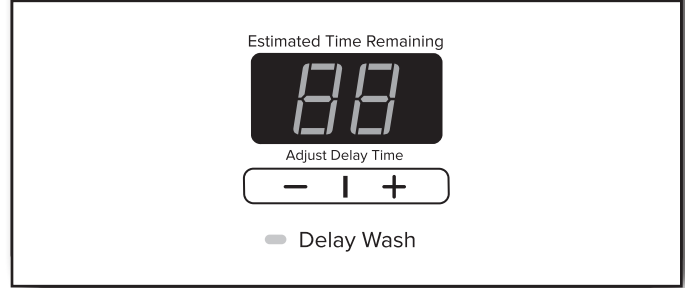 Estimated Time Remaining
88
Adjust Delay Time
− | +
Delay Wash